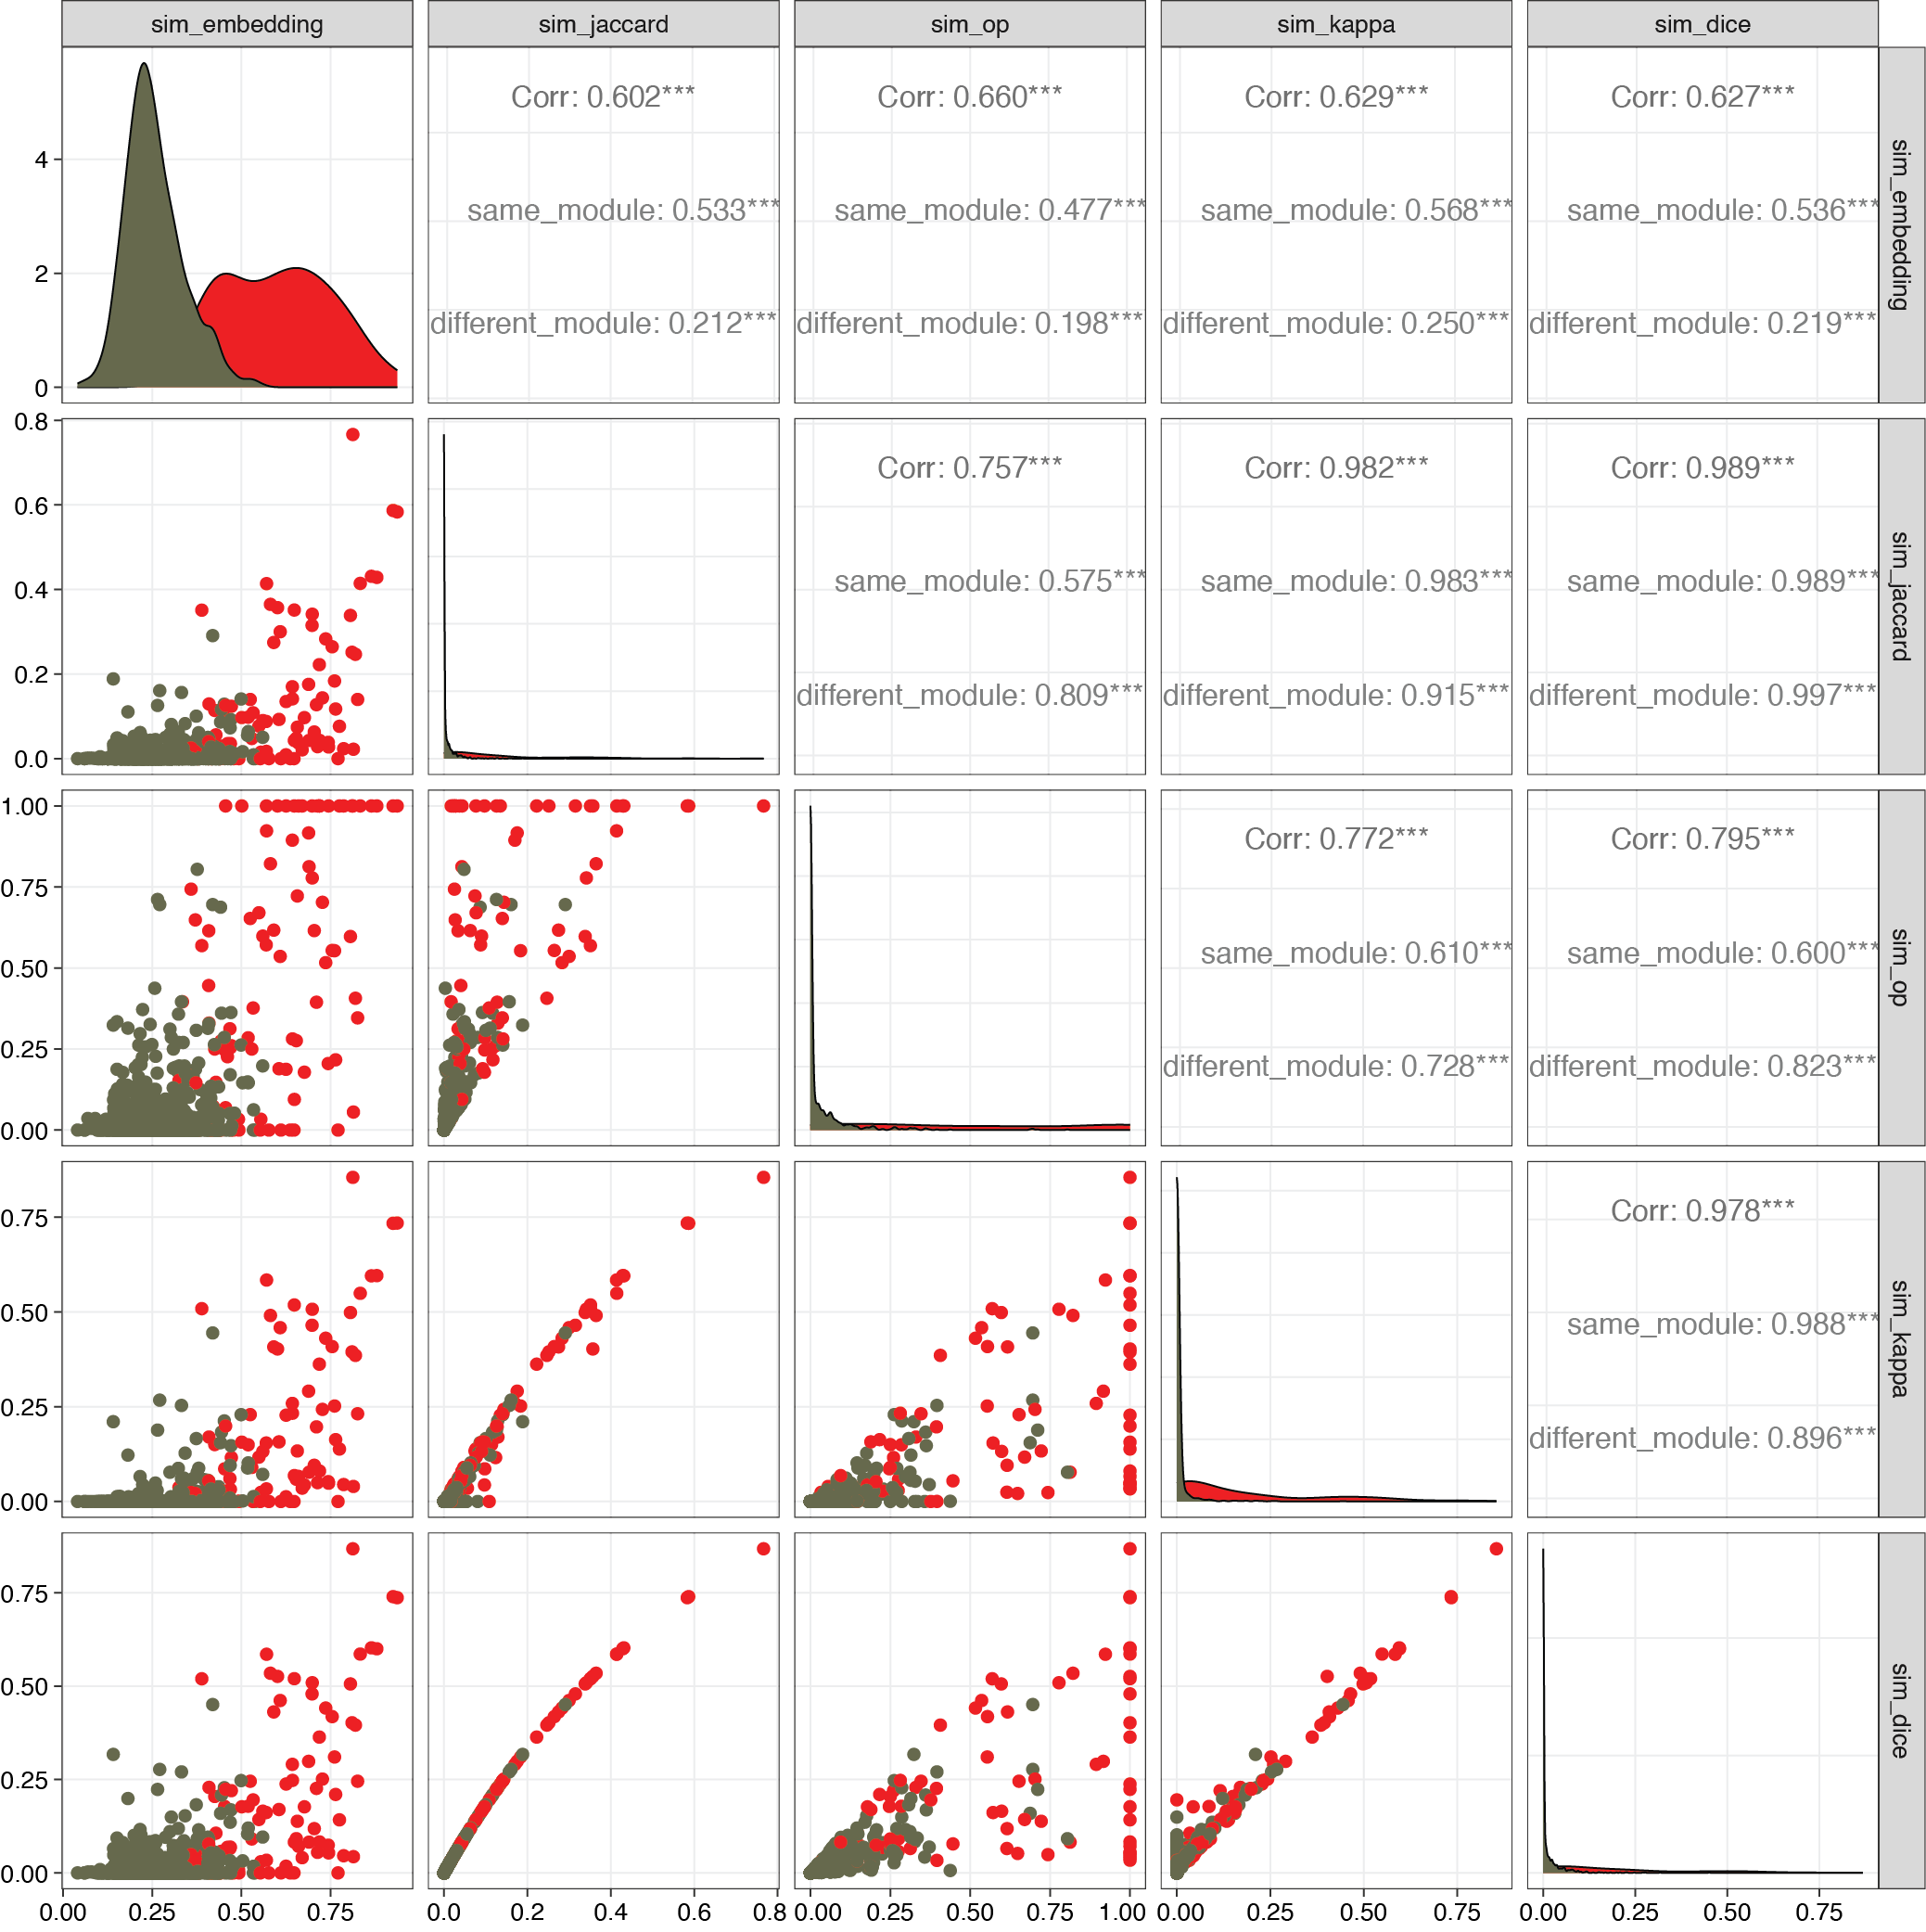 sim_embedding sim_jaccard sim_op sim_kappa sim_dice
4
2
0
Corr: 0.602***
same_module: 0.533***
different_module: 0.212***
Corr: 0.660***
same_module: 0.477***
different_module: 0.198***
Corr: 0.629***
same_module: 0.568***
different_module: 0.250***
Corr: 0.627***
same_module: 0.536***
different_module: 0.219***
sim_embedding
0.8
0.6
0.4
0.2
0.0
Corr: 0.757***
same_module: 0.575***
different_module: 0.809***
Corr: 0.982***
same_module: 0.983***
different_module: 0.915***
Corr: 0.989***
same_module: 0.989***
different_module: 0.997***
sim_jaccard
1.00
0.75
0.50
0.25
0.00
Corr: 0.772***
same_module: 0.610***
different_module: 0.728***
Corr: 0.795***
same_module: 0.600***
different_module: 0.823***
sim_op
0.75
0.50
0.25
0.00
Corr: 0.978***
same_module: 0.988***
different_module: 0.896***
sim_kappa
0.75
0.50
0.25
0.00
sim_dice
0.00 0.25 0.50 0.75
0.0 0.2 0.4 0.6 0.8
0.00 0.25 0.50 0.75 1.00
0.00 0.25 0.50 0.75
0.00 0.25 0.50 0.75